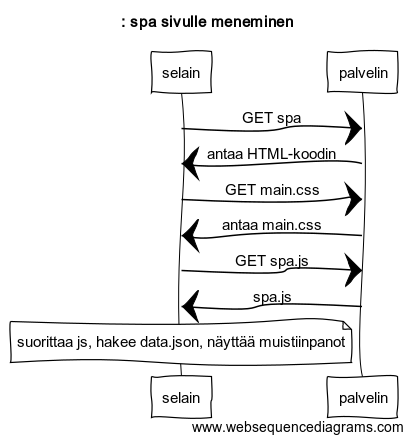 : spa sivulle meneminen
selain
palvelin
GET spa
antaa HTML-koodin
GET main.css
antaa main.css
GET spa.js
spa.js
suorittaa js, hakee data.json, näyttää muistiinpanot
selain
palvelin
www.websequencediagrams.com